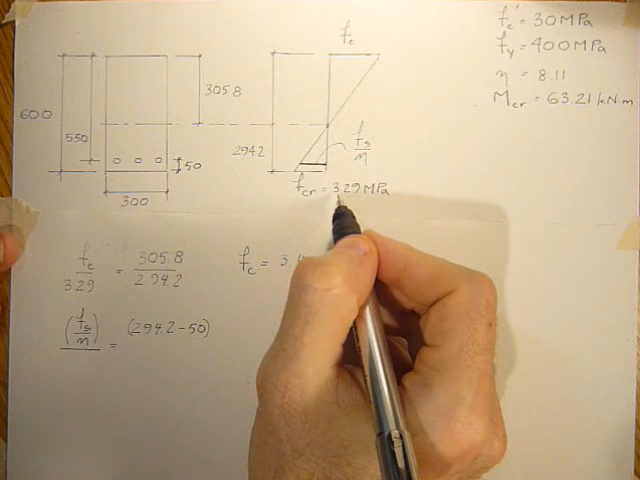 f'c = 30 MPa
fy = 400 MPa
η = 8.11
Mcr = 63.21 kN.m
fc
600
550
50
300
305.8
294.2
fs/η
fcr = 3.29 MPa
fc/3.29 = 305.8/294.2
fc = 3.4
(fs/η) = (294.2-50)